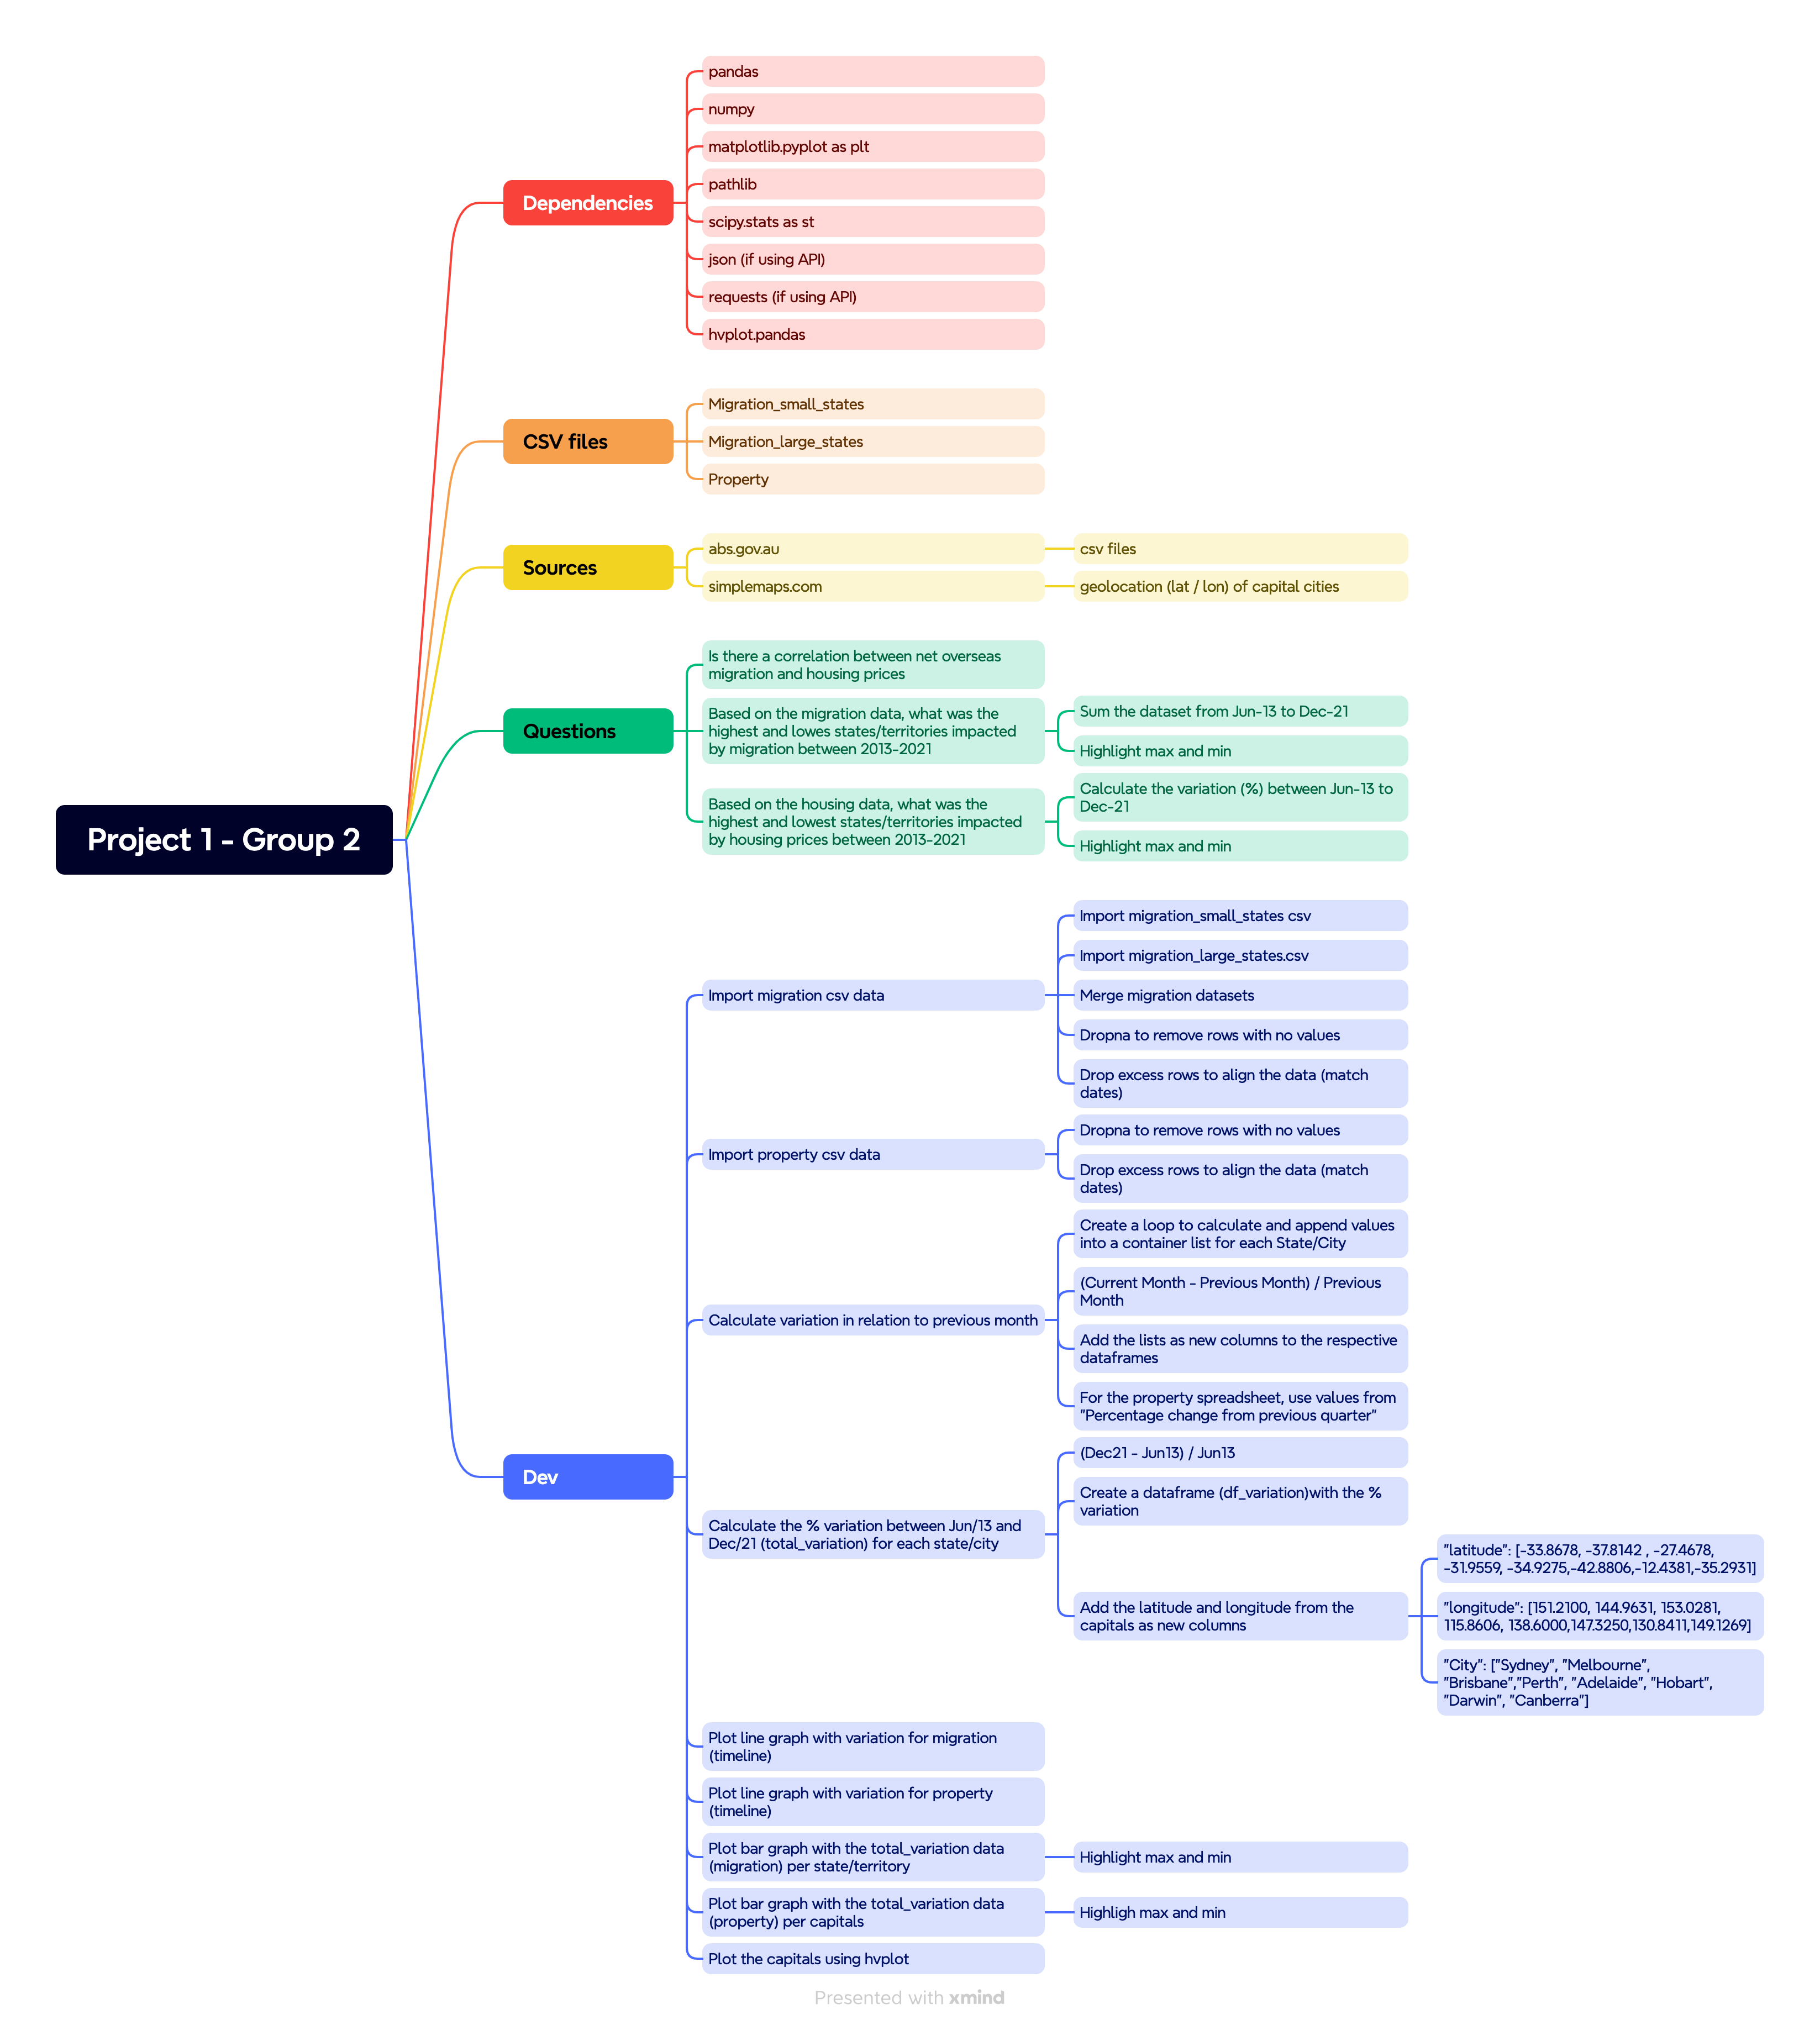 Project 1 - Group 2
Dependencies
pandas
numpy
matplotlib.pyplot as plt
pathlib
scipy.stats as st
json (if using API)
requests (if using API)
hvplot.pandas
CSV files
Migration_small_states
Migration_large_states
Property
Sources
abs.gov.au
csv files
simplemaps.com
geolocation (lat / lon) of capital cities
Questions
Is there a correlation between net overseas
migration and housing prices
Based on the migration data, what was the
highest and lowes states/territories impacted
by migration between 2013-2021
Sum the dataset from Jun-13 to Dec-21
Highlight max and min
Based on the housing data, what was the
highest and lowest states/territories impacted
by housing prices between 2013-2021
Calculate the variation (%) between Jun-13 to
Dec-21
Highlight max and min
Dev
Import migration csv data
Import migration_small_states csv
Import migration_large_states.csv
Merge migration datasets
Dropna to remove rows with no values
Drop excess rows to align the data (match
dates)
Import property csv data
Dropna to remove rows with no values
Drop excess rows to align the data (match
dates)
Calculate variation in relation to previous month
Create a loop to calculate and append values
into a container list for each State/City
(Current Month - Previous Month) / Previous
Month
Add the lists as new columns to the respective
dataframes
For the property spreadsheet, use values from
"Percentage change from previous quarter"
Calculate the % variation between Jun/13 and
Dec/21 (total_variation) for each state/city
(Dec21 - Jun13) / Jun13
Create a dataframe (df_variation)with the %
variation
Add the latitude and longitude from the
capitals as new columns
"latitude": [-33.8678, -37.8142 , -27.4678,
-31.9559, -34.9275,-42.8806,-12.4381,-35.2931]
"longitude": [151.2100, 144.9631, 153.0281,
115.8606, 138.6000,147.3250,130.8411,149.1269]
"City": ["Sydney", "Melbourne",
"Brisbane","Perth", "Adelaide", "Hobart",
"Darwin", "Canberra"]
Plot line graph with variation for migration
(timeline)
Plot line graph with variation for property
(timeline)
Plot bar graph with the total_variation data
(migration) per state/territory
Highlight max and min
Plot bar graph with the total_variation data
(property) per capitals
Highligh max and min
Plot the capitals using hvplot
Presented with xmind